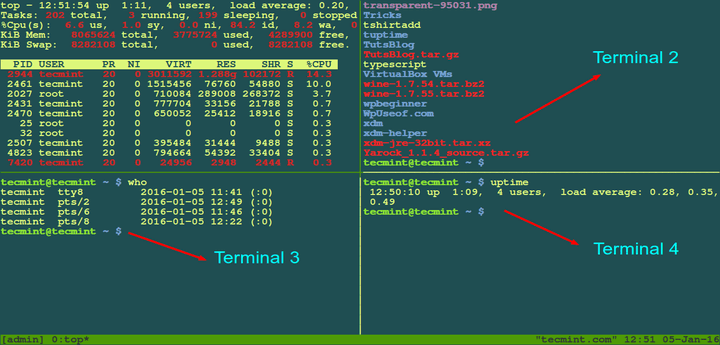 top - 12:51:54 up  1:11,  4 users,  load average: 0.20,
Tasks: 202 total,   3 running, 199 sleeping,   0 stopped
%Cpu(s):  6.6 us,  1.0 sy,  0.0 ni, 84.2 id,  8.2 wa,  0
KiB Mem:   8065624 total,  3775724 used,  4289900 free,
KiB Swap:  8282108 total,        0 used,  8282108 free.
PID USER PR NI VIRT RES SHR S %CPU
2944 tecmint 20 0 3011592 1.288g 102172 R 14.3
2461 tecmint 20 0 1515456 76760 54880 S 10.0
2027 root 20 0 710084 289008 268372 S 3.7
2431 tecmint 20 0 777704 33156 21788 S 0.7
2470 tecmint 20 0 650052 25412 18916 S 0.7
25 root 20 0 0 0 0 S 0.3
32 root 20 0 0 0 0 S 0.3
2507 tecmint 20 0 395484 31444 9488 S 0.3
4823 tecmint 20 0 794664 54392 33404 S 0.3
7420 tecmint 20 0 24956 2948 2444 R 0.3
transparent-95031.png
Tricks
tshirtadd
tuptime
TutsBlog
TutsBlog.tar.gz
typescript
VirtualBox VMs
wine-1.7.54.tar.bz2
wine-1.7.55.tar.bz2
wpbeginner
WpUseof.com
xdm
xdm-helper
xdm-jre-32bit.tar.xz
Yarock_1.1.4_source.tar.gz
tecmint@tecmint ~ $
Terminal 2
tecmint@tecmint ~ $ who
tecmint  tty8         2016-01-05 11:41 (:0)
tecmint  pts/2        2016-01-05 12:49 (:0)
tecmint  pts/6        2016-01-05 11:46 (:0)
tecmint  pts/8        2016-01-05 12:22 (:0)
tecmint@tecmint ~ $
Terminal 3
tecmint@tecmint ~ $ uptime
12:50:10 up  1:09,  4 users,  load average: 0.28, 0.35,
0.49
tecmint@tecmint ~ $
Terminal 4
[admin] 0:top*
"tecmint.com" 12:51 05-Jan-16